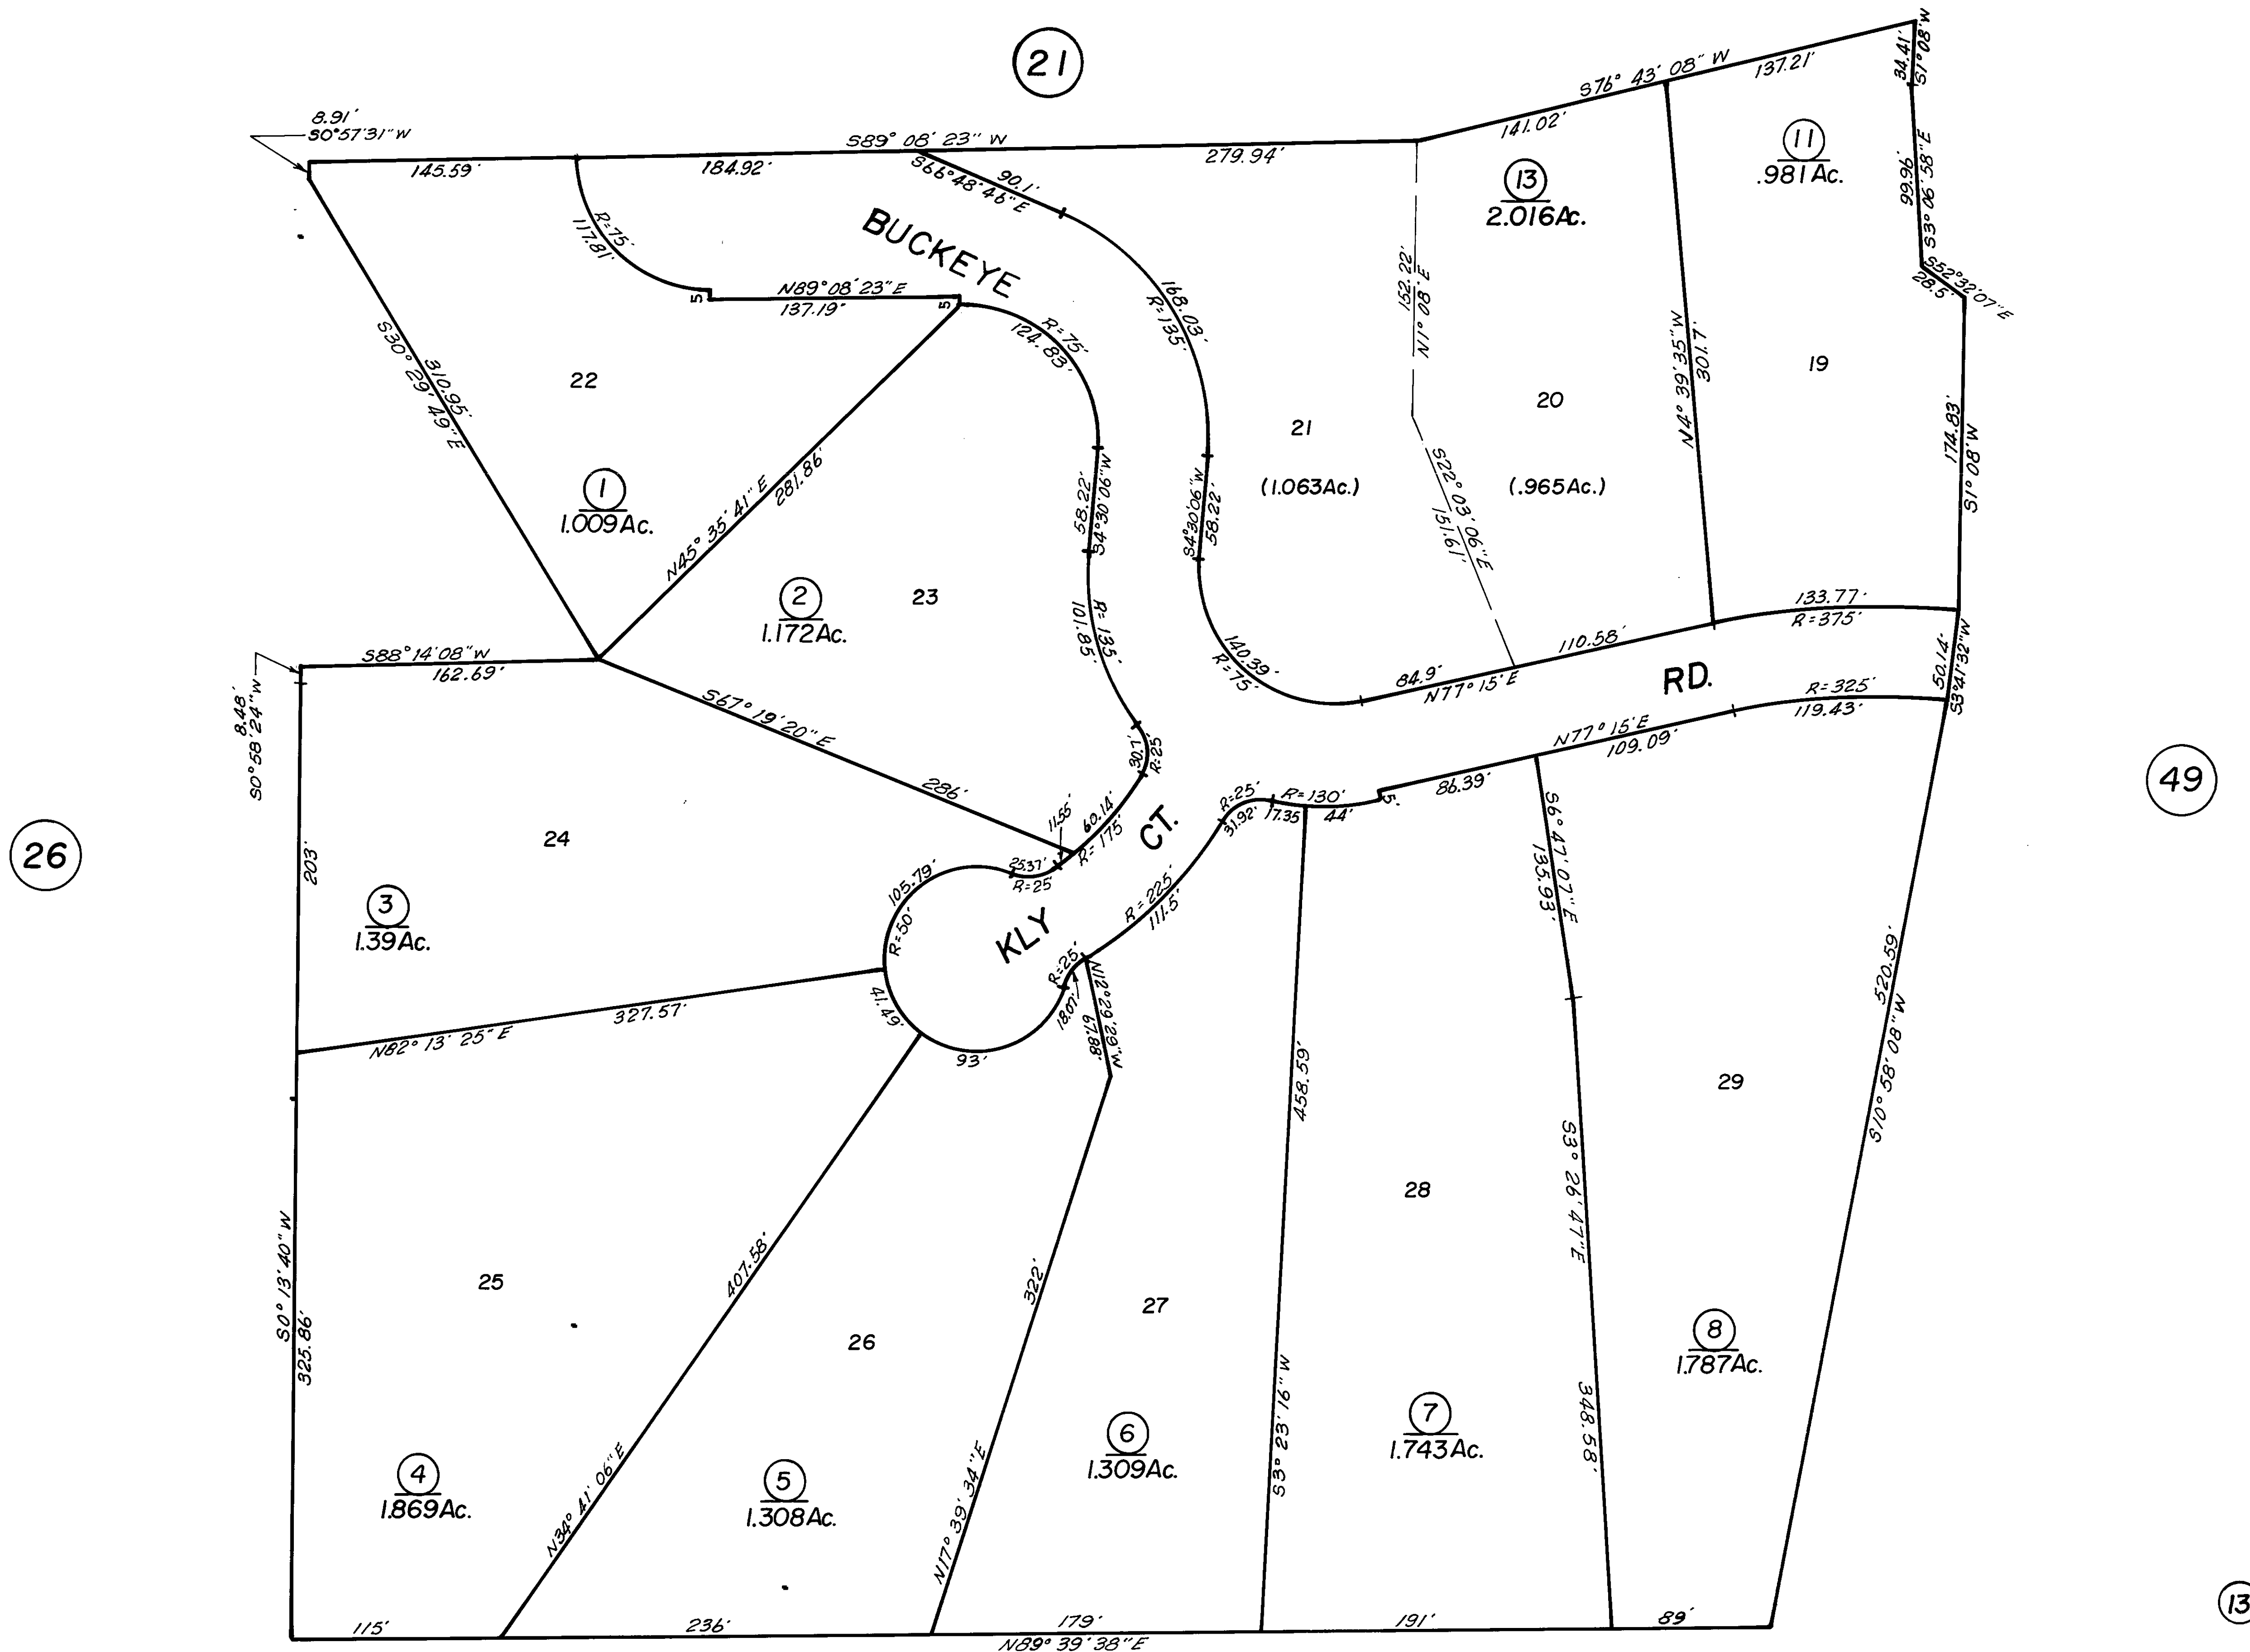 21
8.91'
S0°57'31"W
145.59'
184.92'
S89° 08' 23" W
279.94'
S66°48'46"E
90.1'
S76° 43' 08" W
141.02'
137.21'
34.41'
S1°08'W
99.96'
S3°06'58"E
S52°32'07"E
28.5'
13
2.016Ac.
11
.981Ac.
BUCKEYE
R=75'
117.81'
5
N89°08'23"E
137.19'
5
R=75'
124.83'
168.03'
R=135'
152.22'
N1°08'E
N4°39'35"W
301.7'
19
20
21
(1.063Ac.)
(.965Ac.)
174.83'
S1°08'W
22
S30°29'49"E
310.95'
1
1.009Ac.
N45°35'41"E
281.86'
58.22'
S4°30'06"W
S4°30'06"W
58.22'
S22°03'06"E
151.61'
2
1.172Ac.
23
R=135'
101.85'
140.39'
R=75'
84.9'
N77°15'E
110.58'
133.77'
R=375'
RD.
50.14'
S3°41'32"W
R=325'
119.43'
N77°15'E
109.09'
86.39'
S88°14'08"W
162.69'
8.48'
S0°58'24"W
S67°19'20"E
286'
30.7'
R=25'
11.55'
60.14'
R=175'
25.37'
R=25'
CT.
KLY
R=25'
31.92'
17.35
R=130'
44'
5'
49
26
24
203'
3
1.39Ac.
105.79'
R=50'
R=225'
111.5'
R=25'
18.07'
N12°29'29"W
67.88'
41.49'
93'
N82°13'25"E
327.57'
S6°47'07"E
135.93'
520.59'
S10°58'08"W
458.59'
S3°23'16"W
29
28
S3°26'47"E
348.58'
27
322'
N17°39'34"E
S0°13'40"W
325.86'
25
407.58'
N34°41'06"E
26
8
1.787Ac.
7
1.743Ac.
6
1.309Ac.
4
1.869Ac.
5
1.308Ac.
13
115'
236'
179'
191'
89'
N89°39'38"E